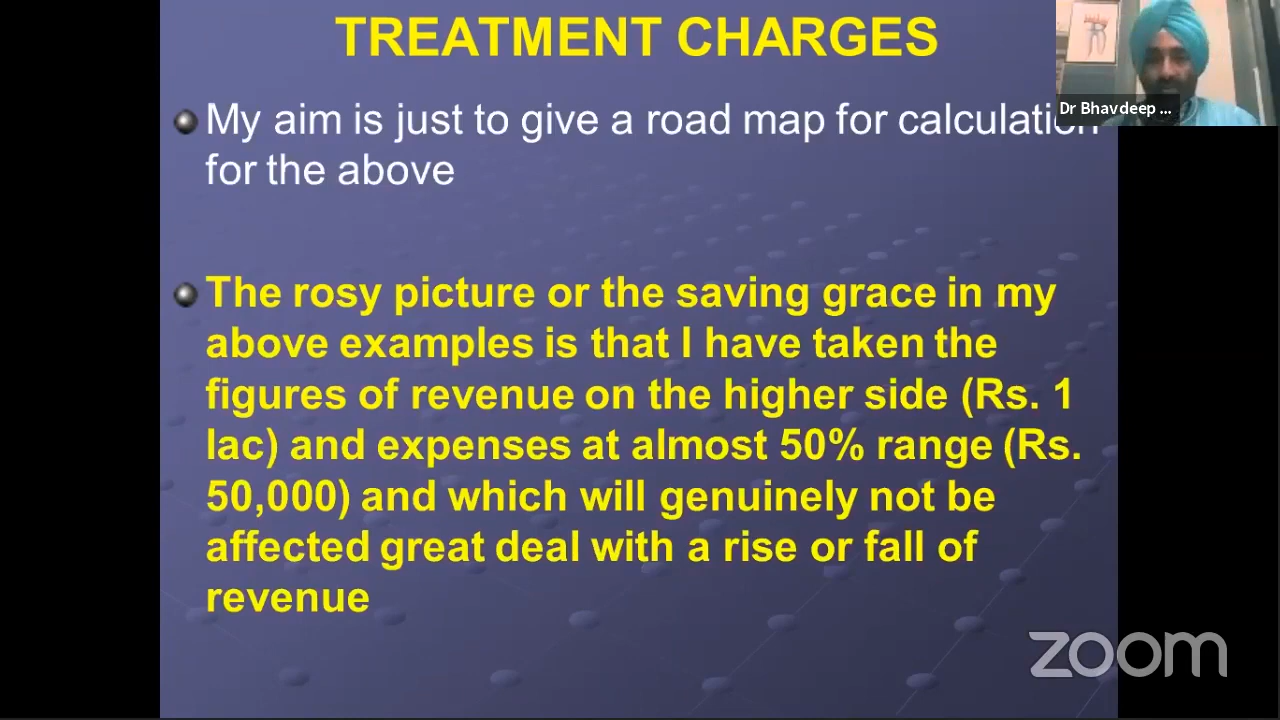 TREATMENT CHARGES
My aim is just to give a road map for calculation
for the above
The rosy picture or the saving grace in my
above examples is that I have taken the
figures of revenue on the higher side (Rs. 1
lac) and expenses at almost 50% range (Rs.
50,000) and which will genuinely not be
affected great deal with a rise or fall of
revenue
Dr Bhavdeep ...
zoom